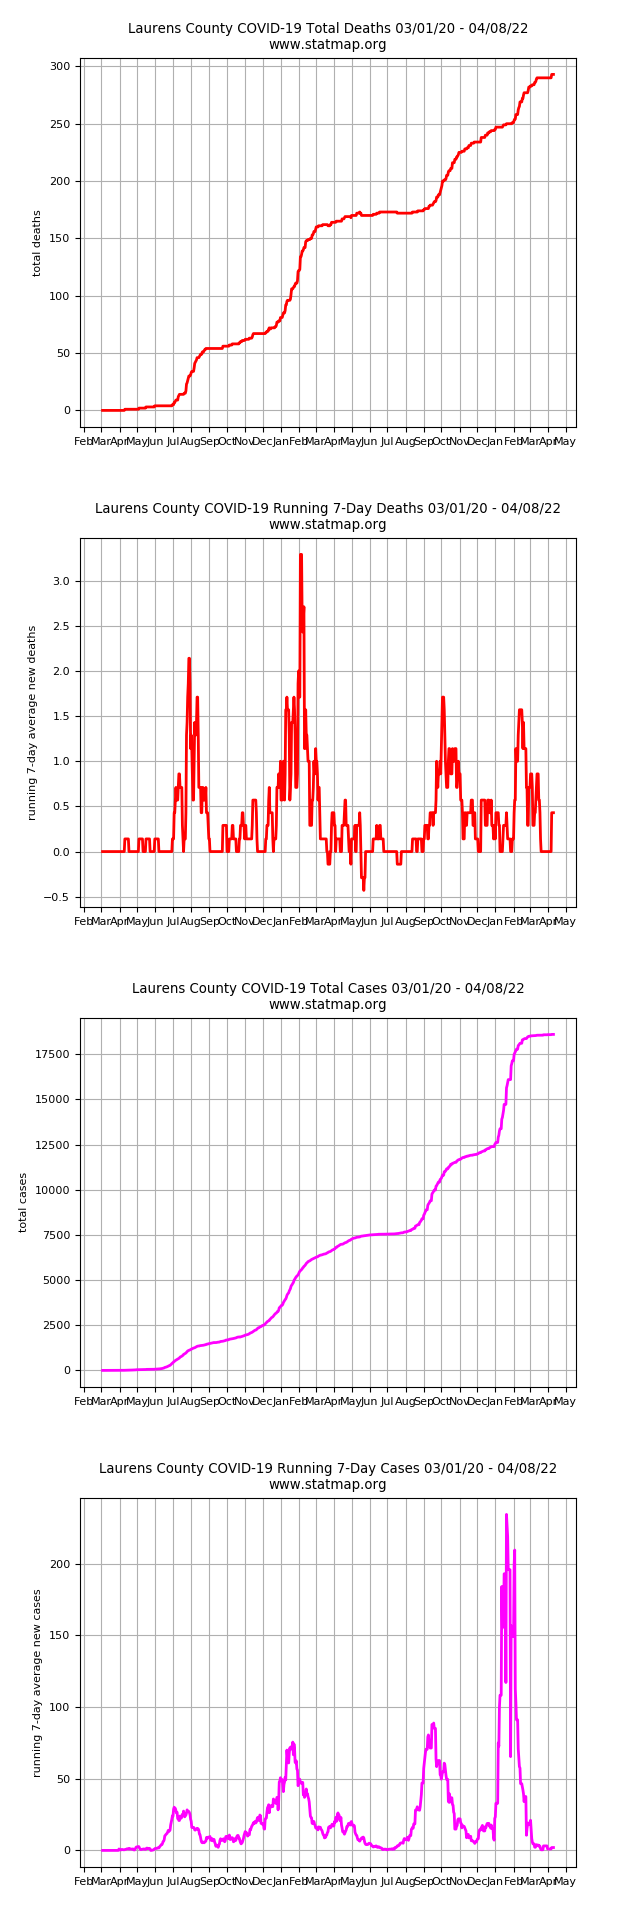 Laurens County COVID-19 Total Deaths 03/01/20 - 04/08/22
www.statmap.org
300
250
200
150
100
50
0
total deaths
Feb Mar Apr May Jun Jul Aug Sep Oct Nov Dec Jan Feb Mar Apr May Jun Jul Aug Sep Oct Nov Dec Jan Feb Mar Apr May
Laurens County COVID-19 Running 7-Day Deaths 03/01/20 - 04/08/22
www.statmap.org
3.0
2.5
2.0
1.5
1.0
0.5
0.0
−0.5
running 7-day average new deaths
Feb Mar Apr May Jun Jul Aug Sep Oct Nov Dec Jan Feb Mar Apr May Jun Jul Aug Sep Oct Nov Dec Jan Feb Mar Apr May
Laurens County COVID-19 Total Cases 03/01/20 - 04/08/22
www.statmap.org
17500
15000
12500
10000
7500
5000
2500
0
total cases
Feb Mar Apr May Jun Jul Aug Sep Oct Nov Dec Jan Feb Mar Apr May Jun Jul Aug Sep Oct Nov Dec Jan Feb Mar Apr May
Laurens County COVID-19 Running 7-Day Cases 03/01/20 - 04/08/22
www.statmap.org
200
150
100
50
0
running 7-day average new cases
Feb Mar Apr May Jun Jul Aug Sep Oct Nov Dec Jan Feb Mar Apr May Jun Jul Aug Sep Oct Nov Dec Jan Feb Mar Apr May